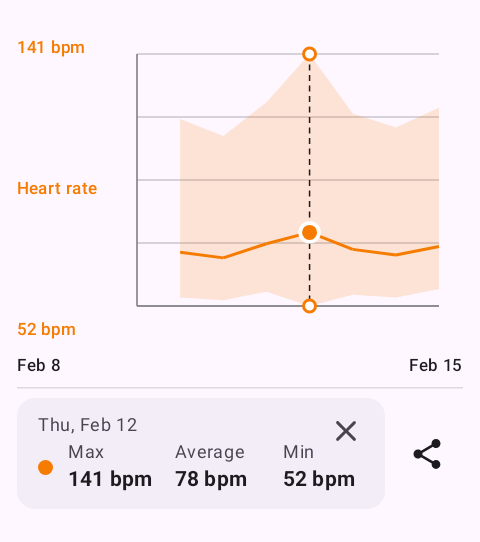 141 bpm
Heart rate
52 bpm
Feb 8 Feb 15
Thu, Feb 12
Max Average Min
141 bpm 78 bpm 52 bpm